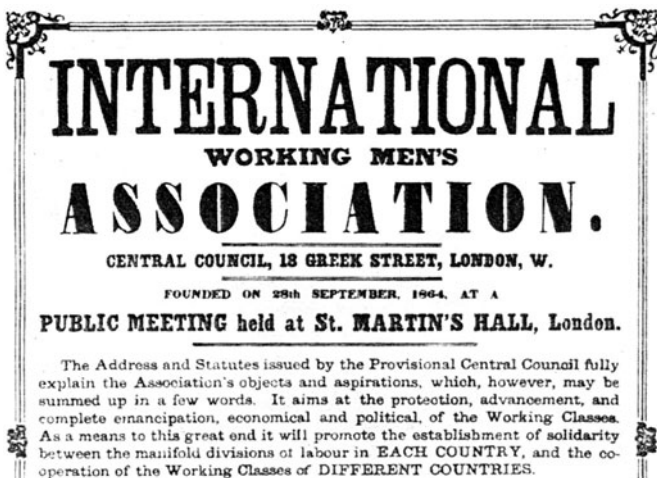 INTERNATIONAL
WORKING MEN'S
ASSOCIATION.
CENTRAL COUNCIL, 18 GREEK STREET, LONDON, W.
FOUNDED ON 28th SEPTEMBER, 1864, AT A
PUBLIC MEETING held at St. MARTIN'S HALL, London.
The Address and Statutes issued by the Provisional Central Council fully
explain the Association's objects and aspirations, which, however, may be
summed up in a few words. It aims at the protection, advancement, and
complete emancipation, economical and political, of the Working Classes.
As a means to this great end it will promote the establishment of solidarity
between the manifold divisions of labour in EACH COUNTRY, and the co-
operation of the Working Classes of DIFFERENT COUNTRIES.